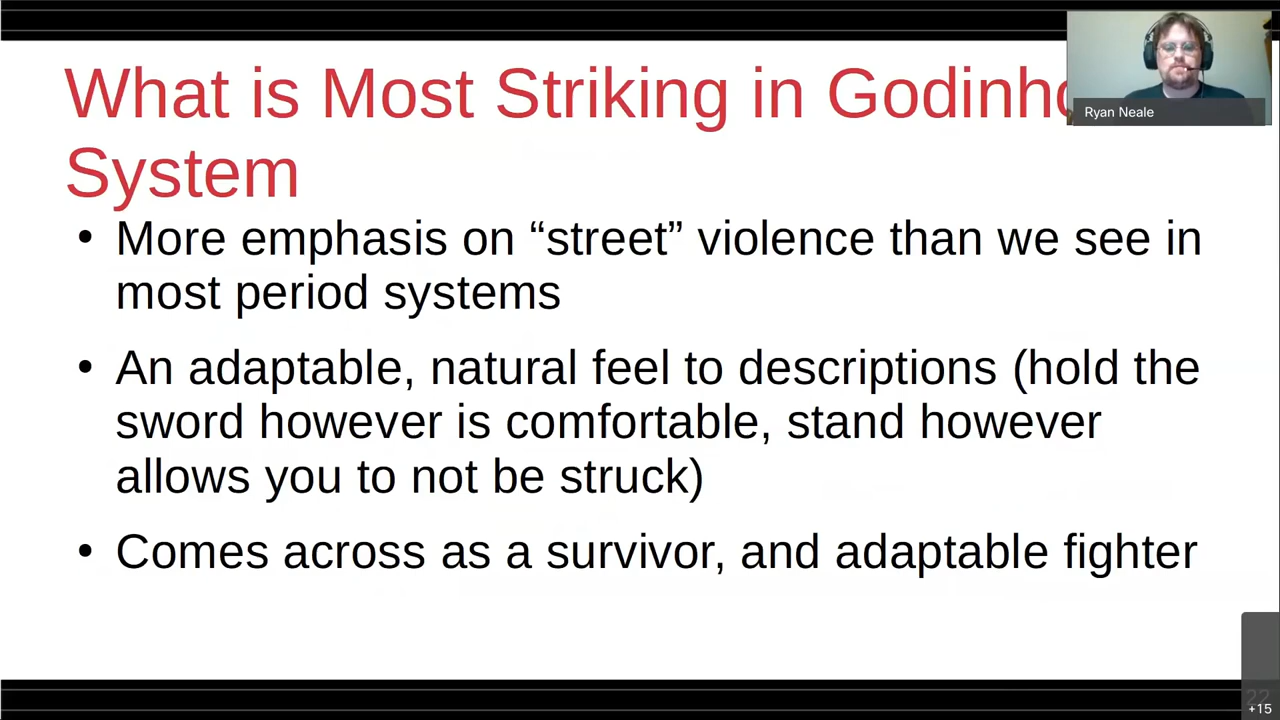 What is Most Striking in Godinho
System
Ryan Neale
• More emphasis on “street” violence than we see in
most period systems
• An adaptable, natural feel to descriptions (hold the
sword however is comfortable, stand however
allows you to not be struck)
• Comes across as a survivor, and adaptable fighter
22
+15